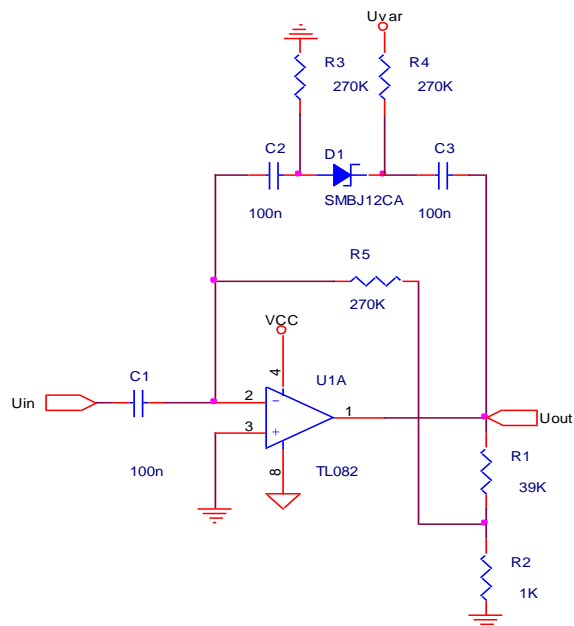 Uvar
R3
270K
R4
270K
C2
100n
D1
SMBJ12CA
C3
100n
R5
270K
VCC
4
U1A
Uin
C1
100n
2
3
1
8
TL082
Uout
R1
39K
R2
1K